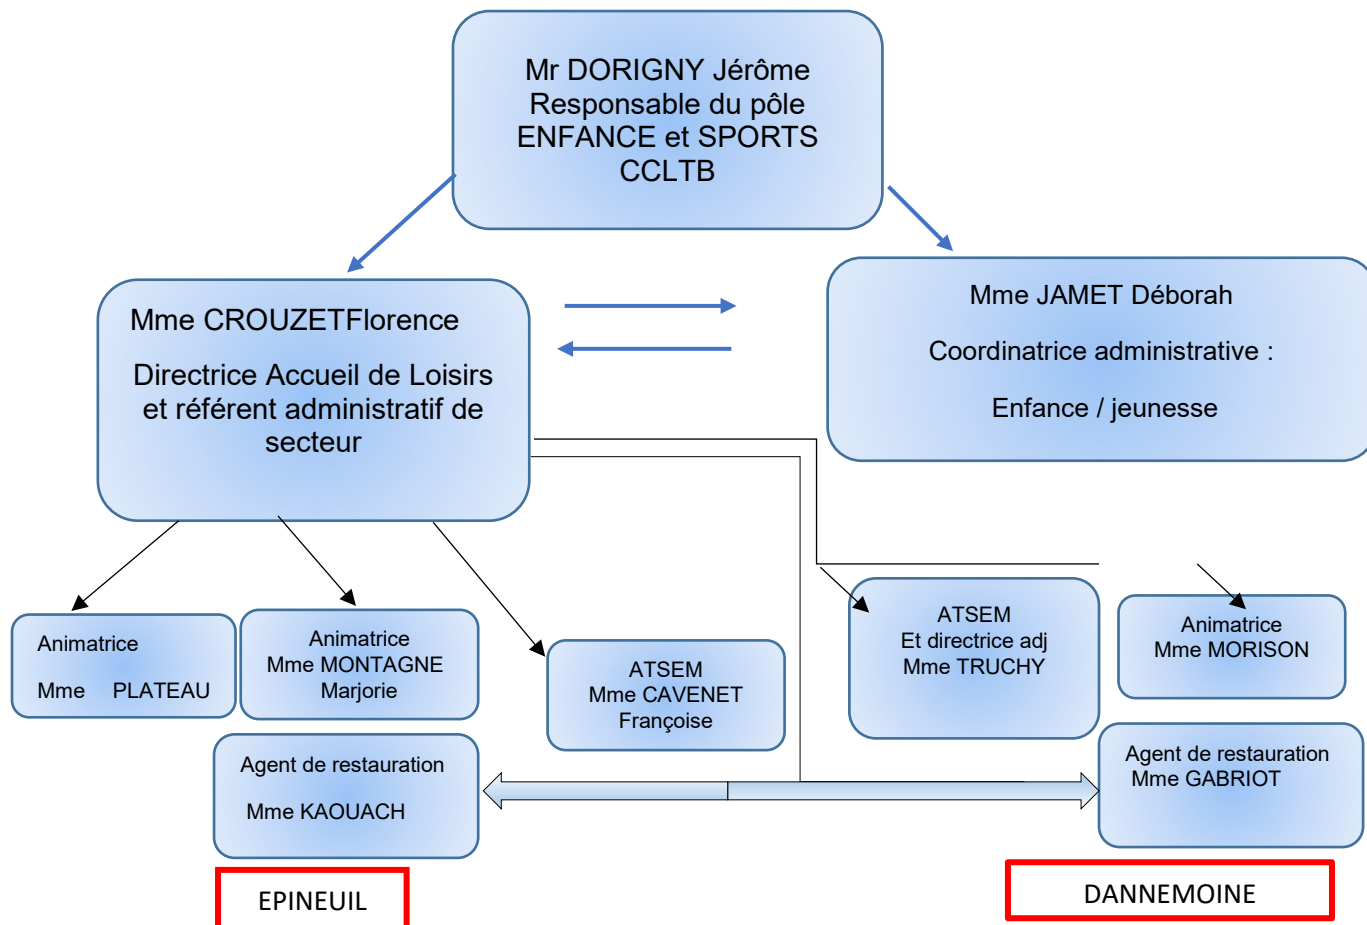 Mr DORIGNY Jérôme
Responsable du pôle
ENFANCE et SPORTS
CCLTB
Mme CROUZETFlorence
Directrice Accueil de Loisirs
et référent administratif de
secteur
Mme JAMET Déborah
Coordinatrice administrative :
Enfance / jeunesse
Animatrice
Mme PLATEAU
Animatrice
Mme MONTAGNE
Marjorie
ATSEM
Mme CAVENET
Françoise
ATSEM
Et directrice adj
Mme TRUCHY
Animatrice
Mme MORISON
Agent de restauration
Mme KAOUACH
Agent de restauration
Mme GABRIOT
EPINEUIL
DANNEMOINE